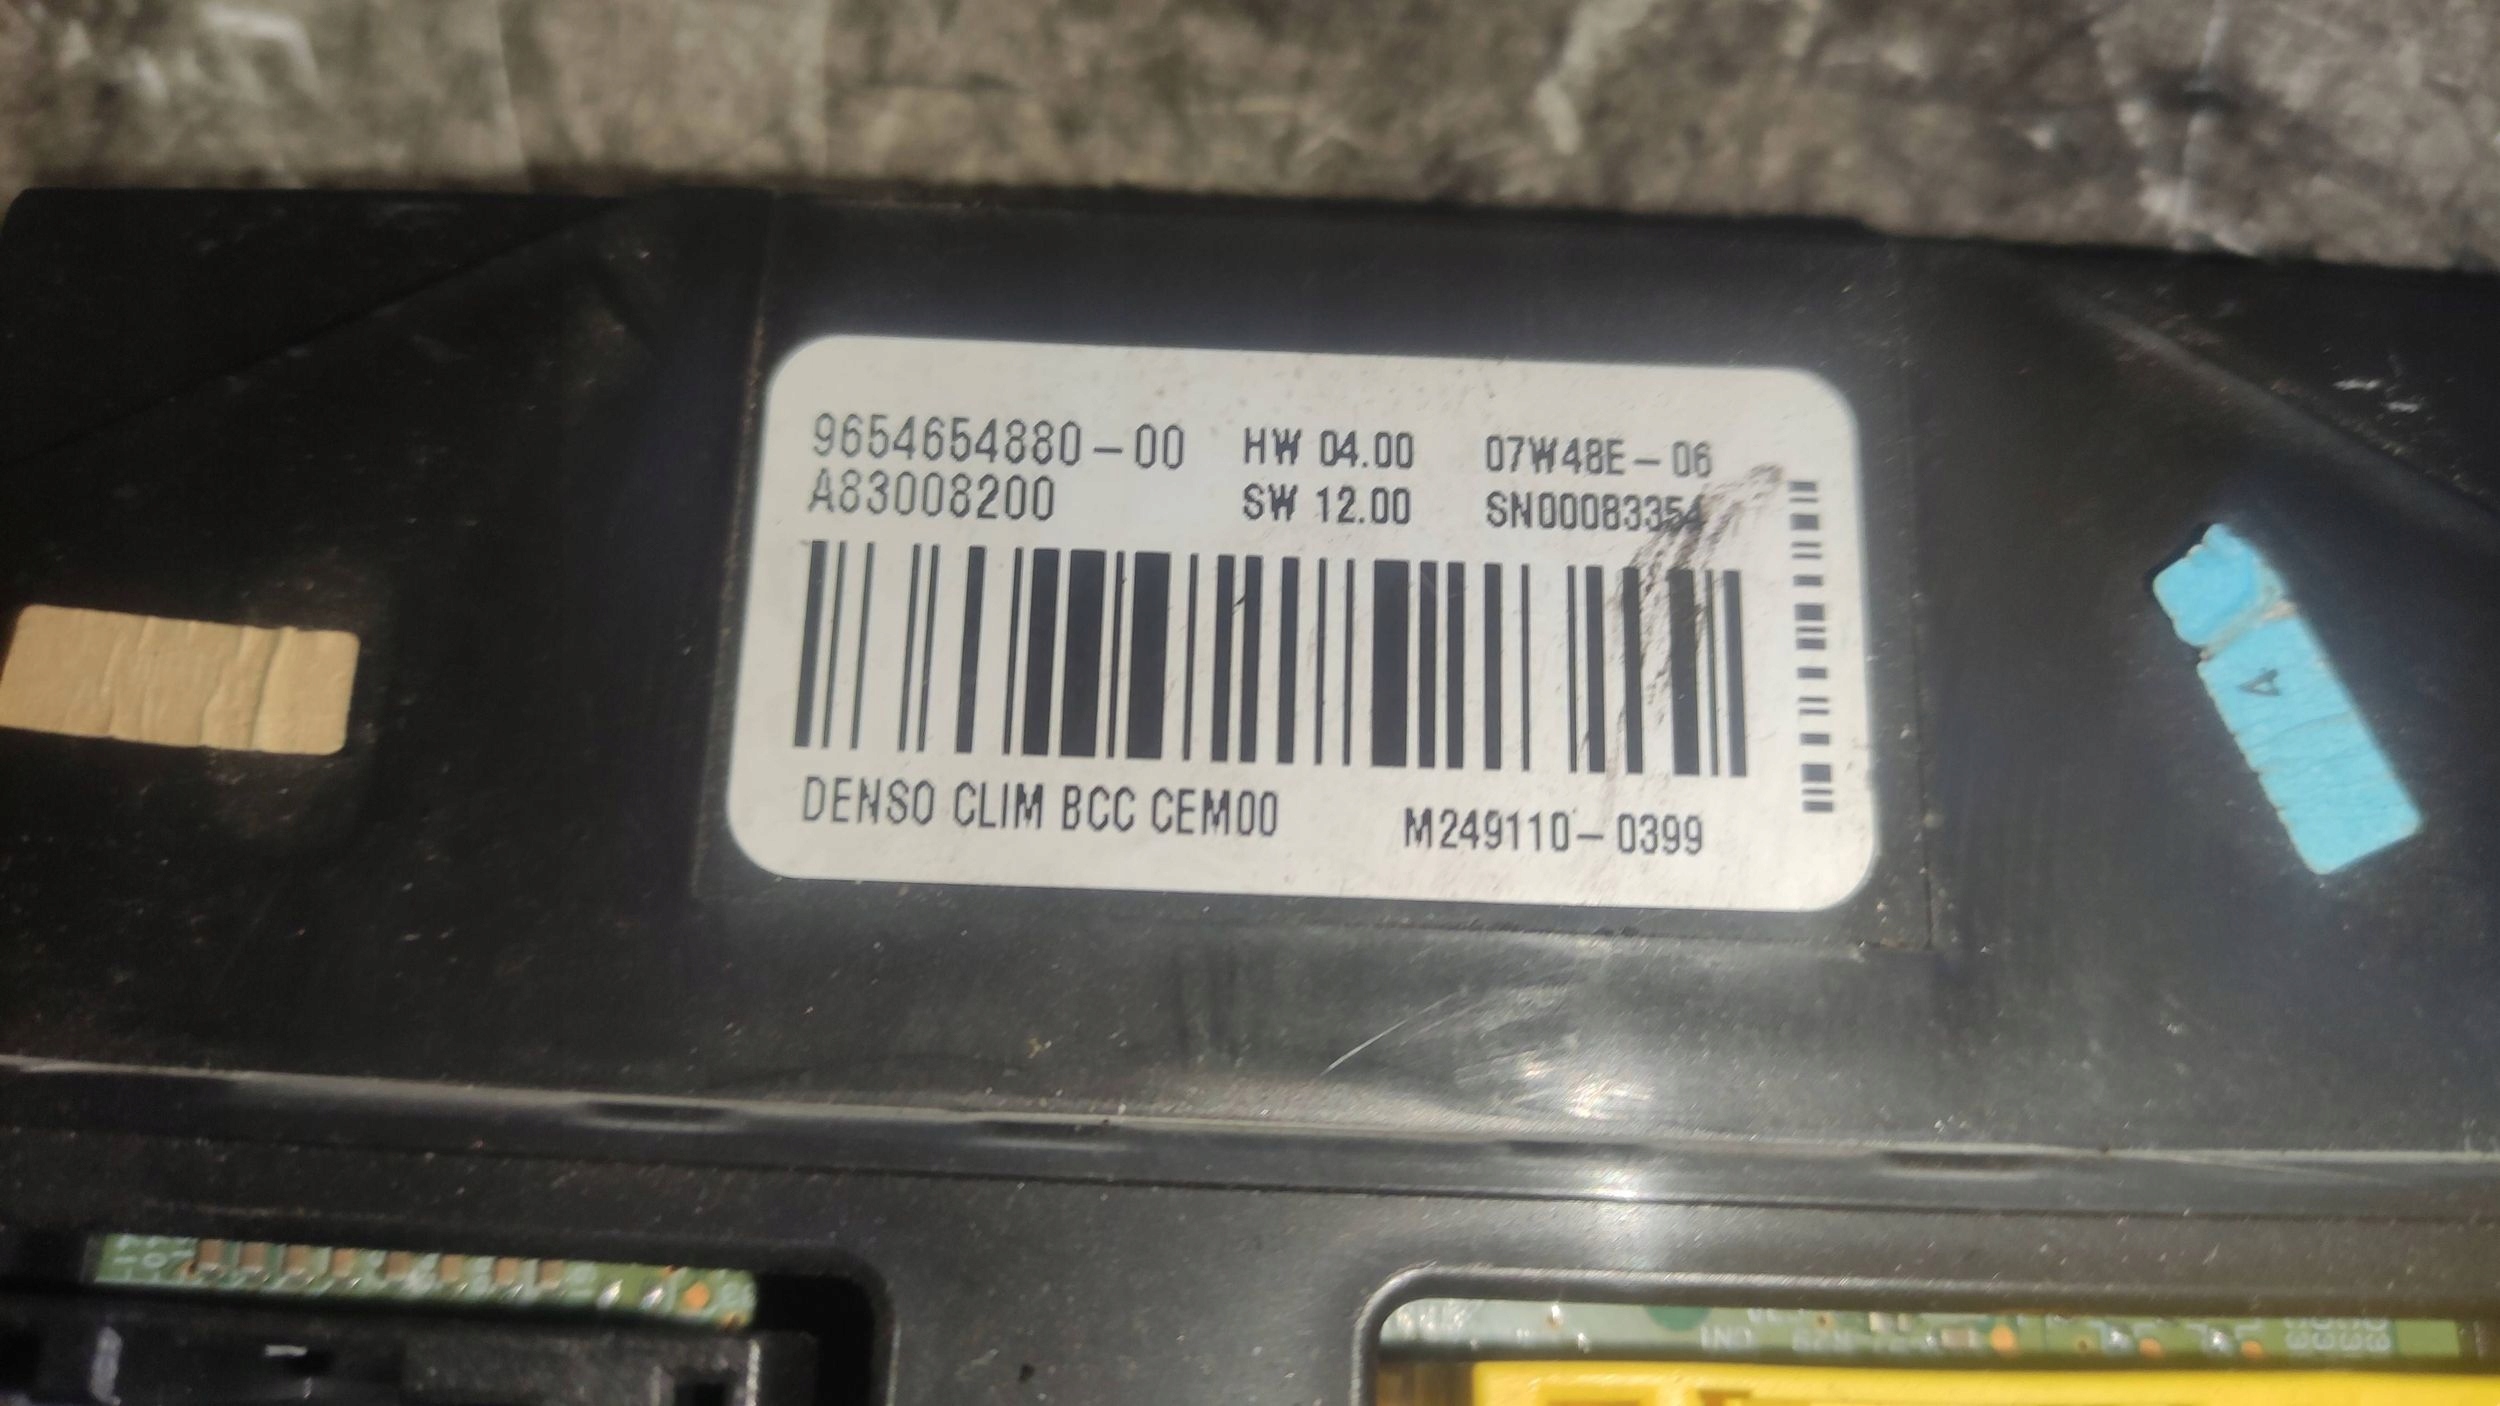 9654654880-00 HW 04.00 07W48E-06
A83008200 SW 12.00 SN00083354
DENSO CLIM BCC CEM00 M249110-0399
4